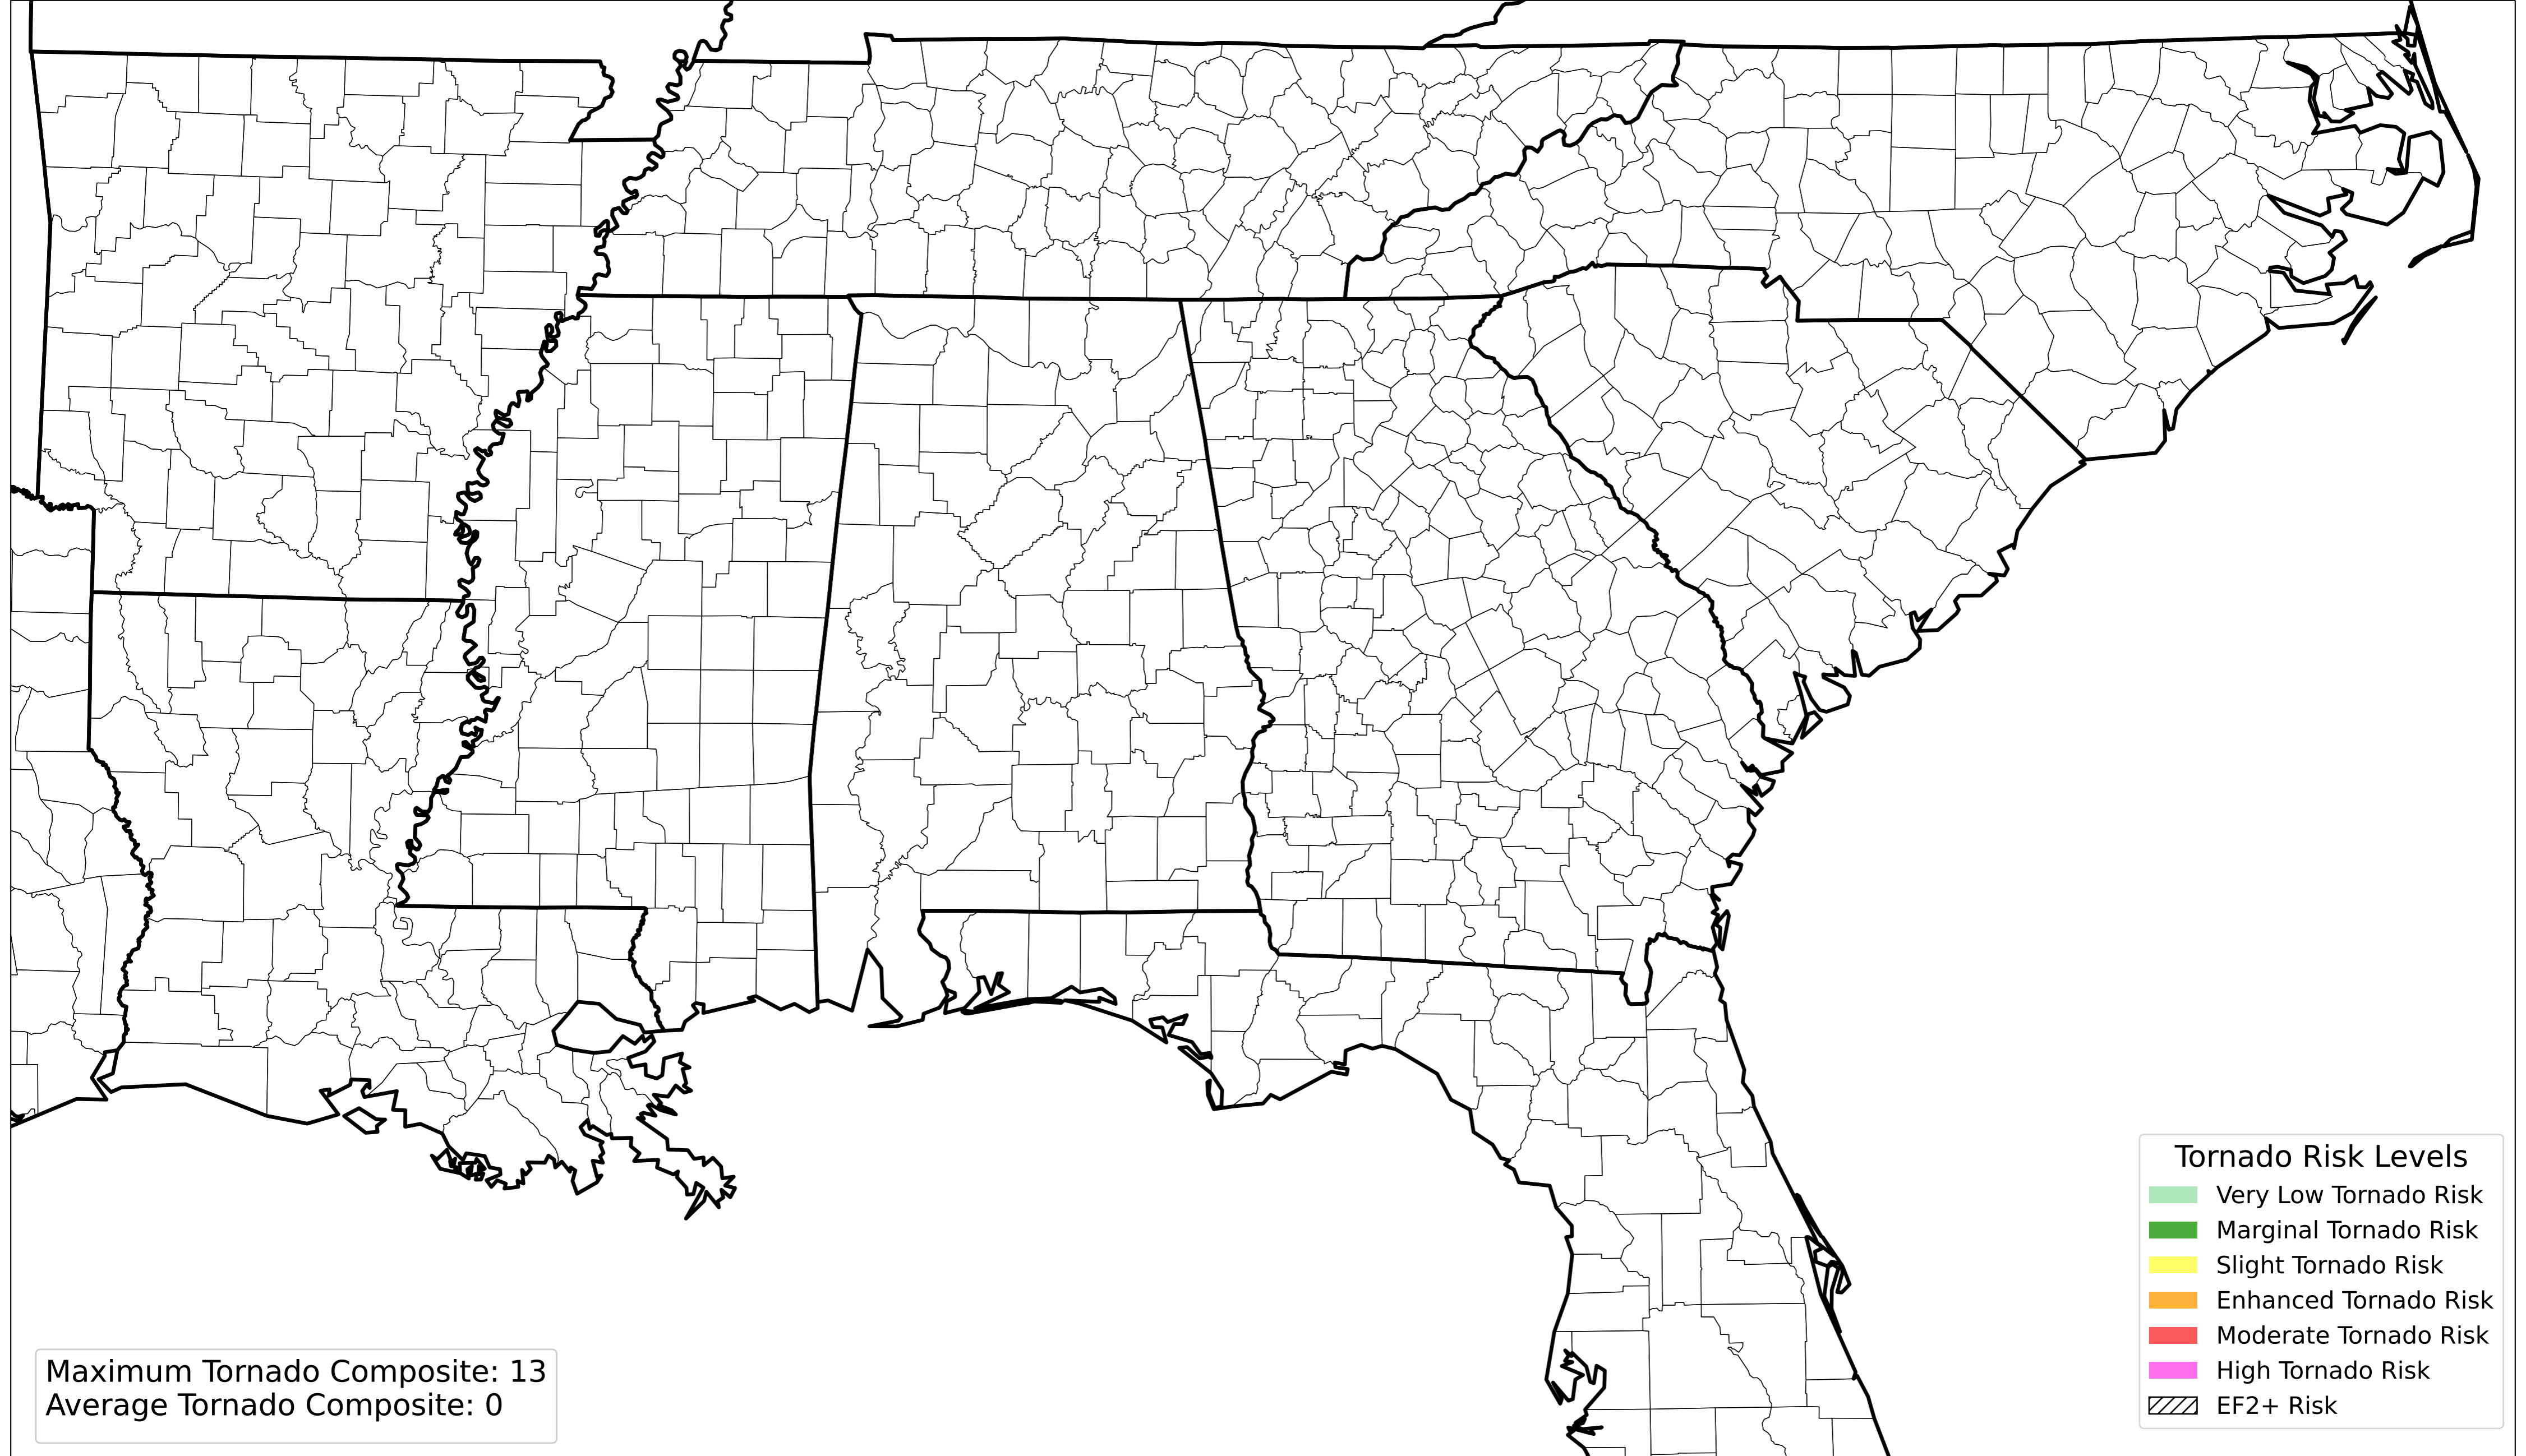 Tornado Risk Levels
Very Low Tornado Risk
Marginal Tornado Risk
Slight Tornado Risk
Enhanced Tornado Risk
Moderate Tornado Risk
High Tornado Risk
EF2+ Risk
Maximum Tornado Composite: 13
Average Tornado Composite: 0